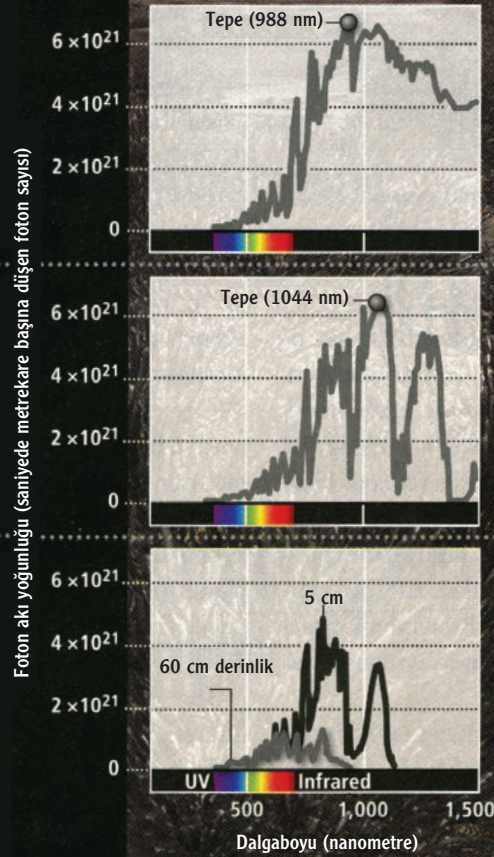 Foton akı yoğunluğu (saniyede metrekare başına düşen foton sayısı)
Tepe (988 nm)
6 ×10²¹
4 ×10²¹
2 ×10²¹
0
Tepe (1044 nm)
6 ×10²¹
4 ×10²¹
2 ×10²¹
0
6 ×10²¹
5 cm
4 ×10²¹
60 cm derinlik
2 ×10²¹
0
UV Infrared
500 1,000 1,500
Dalgaboyu (nanometre)